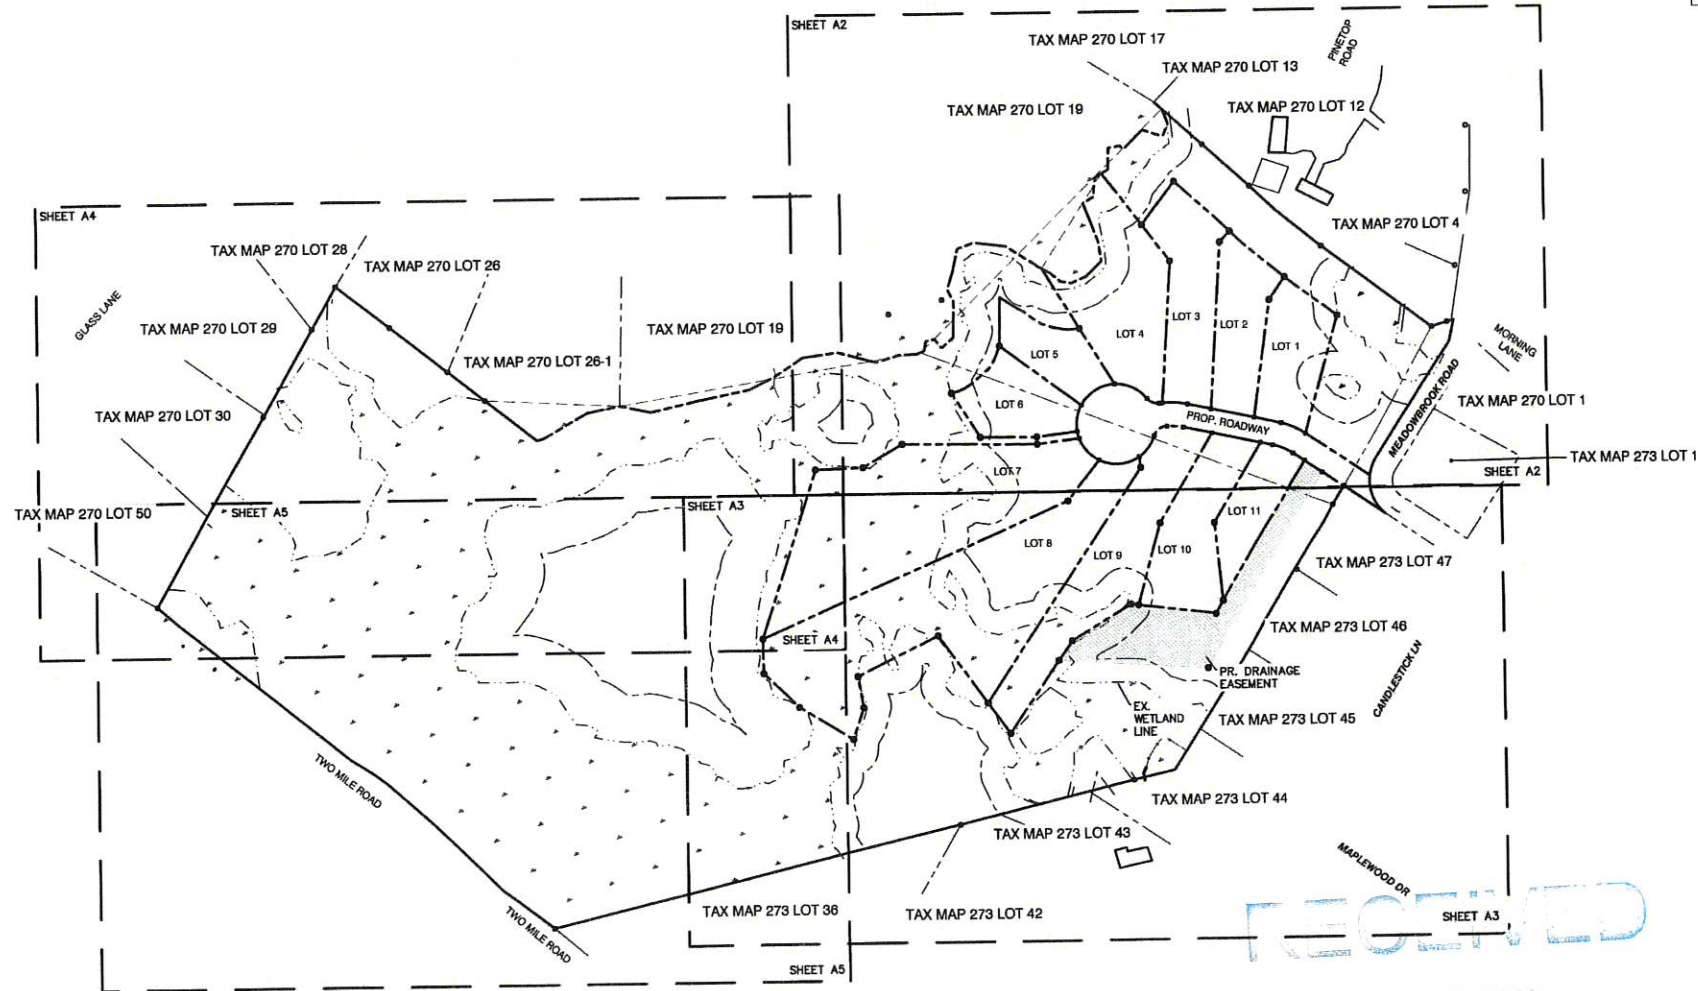 SHEET A2
TAX MAP 270 LOT 17
PINETOP
ROAD
TAX MAP 270 LOT 13
TAX MAP 270 LOT 19
TAX MAP 270 LOT 12
SHEET A4
TAX MAP 270 LOT 4
TAX MAP 270 LOT 28
TAX MAP 270 LOT 26
GLASS LANE
TAX MAP 270 LOT 29
TAX MAP 270 LOT 19
LOT 4
LOT 3
LOT 2
LOT 1
MORNING
LANE
TAX MAP 270 LOT 26-1
LOT 5
MEADOWBROOK ROAD
TAX MAP 270 LOT 30
LOT 6
PROP. ROADWAY
TAX MAP 270 LOT 1
TAX MAP 273 LOT 1
LOT 7
SHEET A2
TAX MAP 270 LOT 50
SHEET A5
SHEET A3
LOT 11
LOT 8
LOT 9
LOT 10
TAX MAP 273 LOT 47
TAX MAP 273 LOT 46
SHEET A4
PR. DRAINAGE
EASEMENT
CANDLESTICK LN
EX.
WETLAND
LINE
TAX MAP 273 LOT 45
TWO MILE ROAD
TAX MAP 273 LOT 44
TAX MAP 273 LOT 43
MAPLEWOOD DR
TAX MAP 273 LOT 36
TAX MAP 273 LOT 42
TWO MILE ROAD
SHEET A3
RECEIVED
SHEET A5